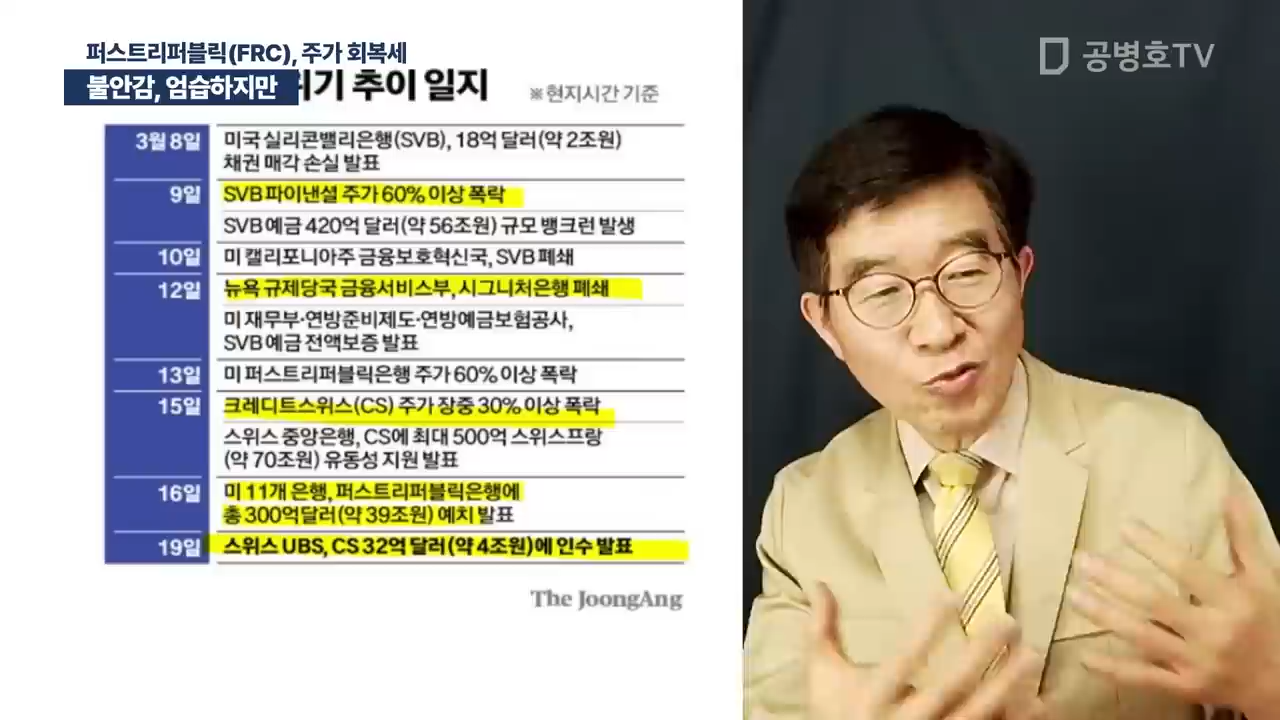 퍼스트리퍼블릭(FRC), 주가 회복세
불안감, 엄습하지만
위기 추이 일지
※현지시간 기준
공병호TV
3월 8일
미국 실리콘밸리은행(SVB), 18억 달러(약 2조원)
채권 매각 손실 발표
9일
SVB 파이낸셜 주가 60% 이상 폭락
SVB 예금 420억 달러(약 56조원) 규모 뱅크런 발생
10일
미 캘리포니아주 금융보호혁신국, SVB 폐쇄
12일
뉴욕 규제당국 금융서비스부, 시그니처은행 폐쇄
미 재무부·연방준비제도·연방예금보험공사,
SVB 예금 전액보증 발표
13일
미 퍼스트리퍼블릭은행 주가 60% 이상 폭락
15일
크레디트스위스(CS) 주가 장중 30% 이상 폭락
스위스 중앙은행, CS에 최대 500억 스위스프랑
(약 70조원) 유동성 지원 발표
16일
미 11개 은행, 퍼스트리퍼블릭은행에
총 300억달러(약 39조원) 예치 발표
19일
스위스 UBS, CS 32억 달러(약 4조원)에 인수 발표
The JoongAng